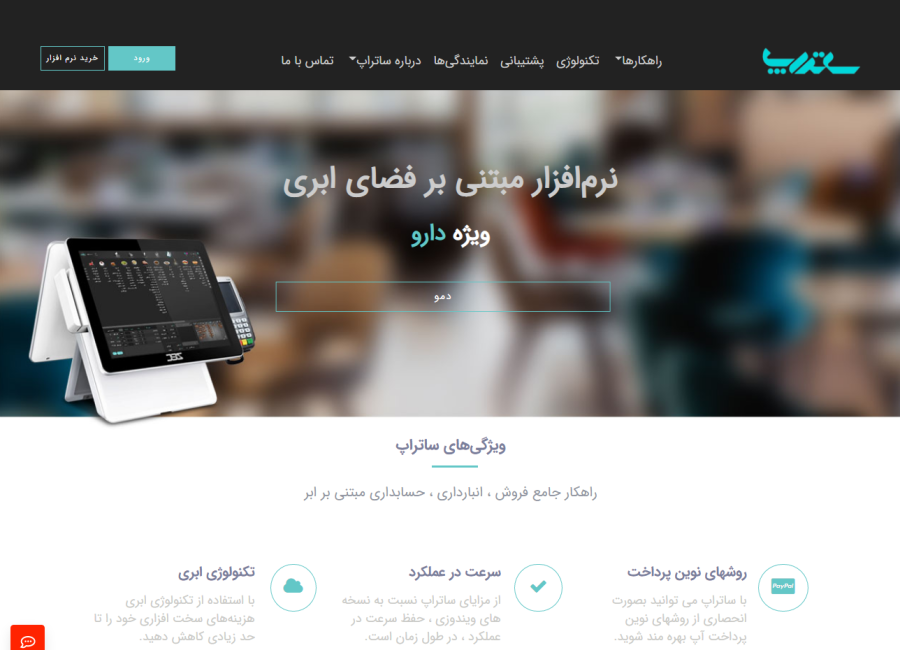 ساتراپ
راهکارها
تکنولوژی
پشتیبانی
نمایندگی‌ها
درباره ساتراپ
تماس با ما
ورود
خرید نرم افزار
نرم‌افزار مبتنی بر فضای ابری
ویژه دارو
دمو
ویژگی‌های ساتراپ
راهکار جامع فروش ، انبارداری ، حسابداری مبتنی بر ابر
روشهای نوین پرداخت
PayPal
با ساتراپ می توانید بصورت
انحصاری از روشهای نوین
پرداخت آپ بهره مند شوید.
سرعت در عملکرد
از مزایای ساتراپ نسبت به نسخه
های ویندوزی ، حفظ سرعت در
عملکرد ، در طول زمان است.
تکنولوژی ابری
با استفاده از تکنولوژی ابری
هزینه‌های سخت افزاری خود را تا
حد زیادی کاهش دهید.